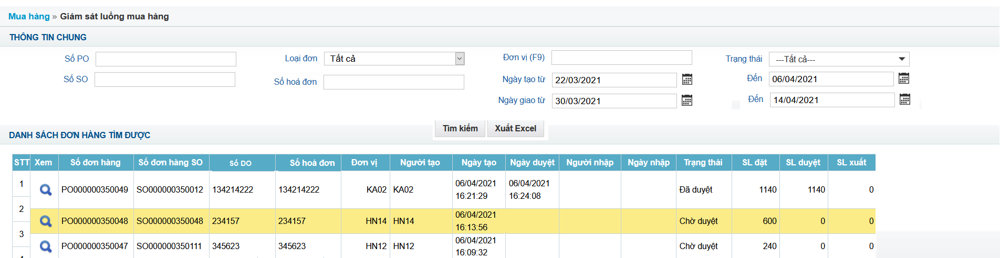 Mua hàng » Giám sát luồng mua hàng
THÔNG TIN CHUNG
Số PO Loại đơn Tất cả Đơn vị (F9) Trạng thái ---Tất cả---
Số SO Số hoá đơn Ngày tạo từ 22/03/2021 Đến 06/04/2021
Ngày giao từ 30/03/2021 Đến 14/04/2021
Tìm kiếm Xuất Excel
DANH SÁCH ĐƠN HÀNG TÌM ĐƯỢC
STT Xem Số đơn hàng Số đơn hàng SO Số DO Số hoá đơn Đơn vị Người tạo Ngày tạo Ngày duyệt Người nhập Ngày nhập Trạng thái SL đặt SL duyệt SL xuất
1 PO000000350049 SO000000350012 134214222 134214222 KA02 KA02 06/04/2021 06/04/2021 Đã duyệt 1140 1140 0
16:21:29 16:24:08
2 PO000000350048 SO000000350048 234157 234157 HN14 HN14 06/04/2021 Chờ duyệt 600 0 0
16:13:56
3 PO000000350047 SO000000350111 345623 345623 HN12 HN12 06/04/2021 Chờ duyệt 240 0 0
16:09:32